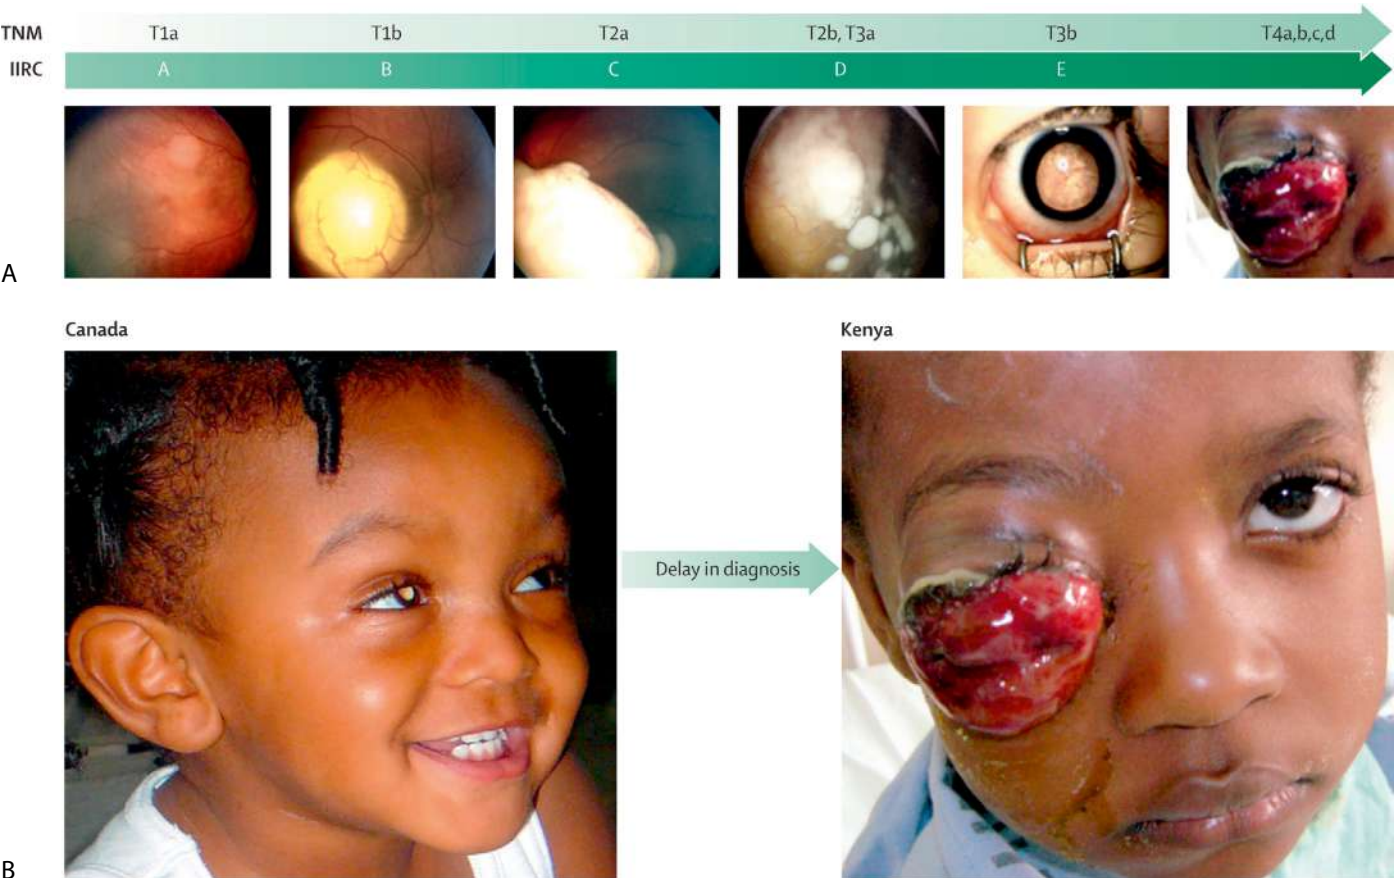 TNM T1a T1b T2a T2b, T3a T3b T4a,b,c,d
IIRC A B C D E
A
Canada Kenya
Delay in diagnosis
B